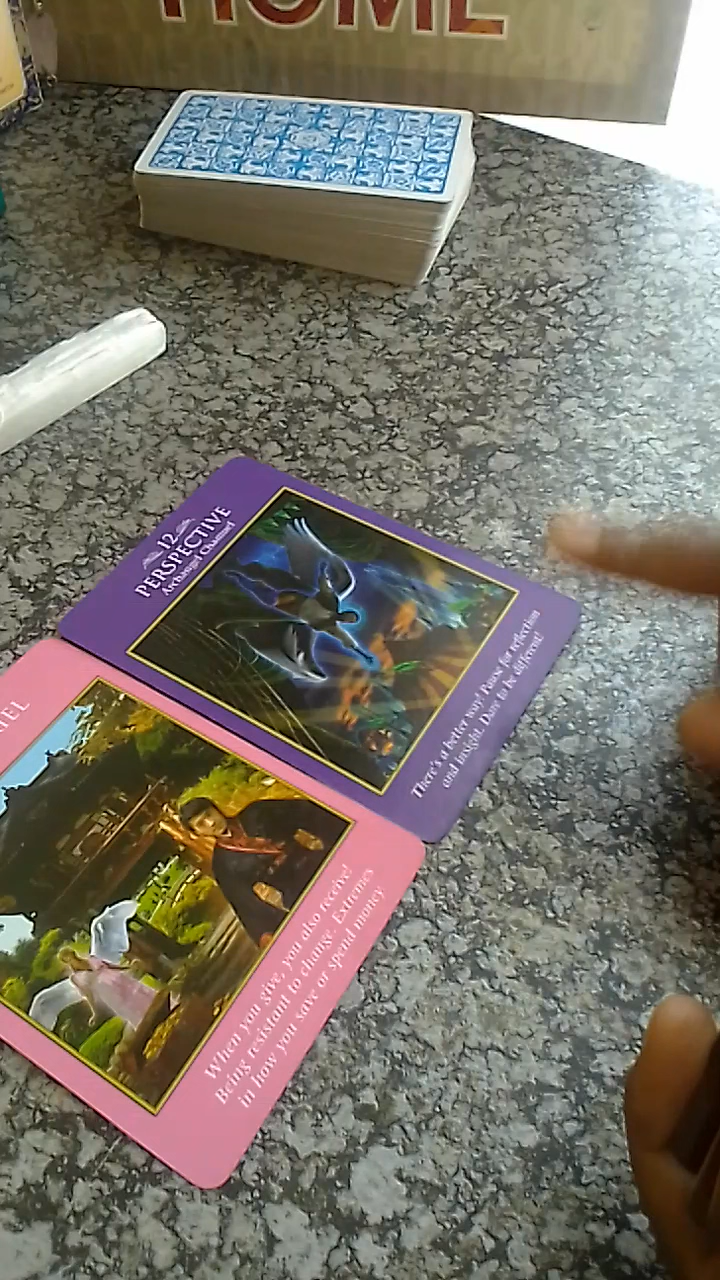 HOME
12
PERSPECTIVE
Archangel Chamuel
There's a better way! Pause for reflection
and insight. Dare to be different!
IEL
When you give, you also receive!
Being resistant to change. Extremes
in how you save or spend money